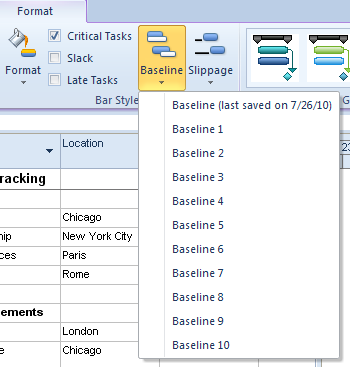 Format
Format
Critical Tasks
Slack
Late Tasks
Baseline
Slippage
Bar Style
G
Baseline (last saved on 7/26/10)
Baseline 1
Baseline 2
Baseline 3
Baseline 4
Baseline 5
Baseline 6
Baseline 7
Baseline 8
Baseline 9
Baseline 10
Location
23
racking
Chicago
hip New York City
ces Paris
Rome
ements
London
e Chicago